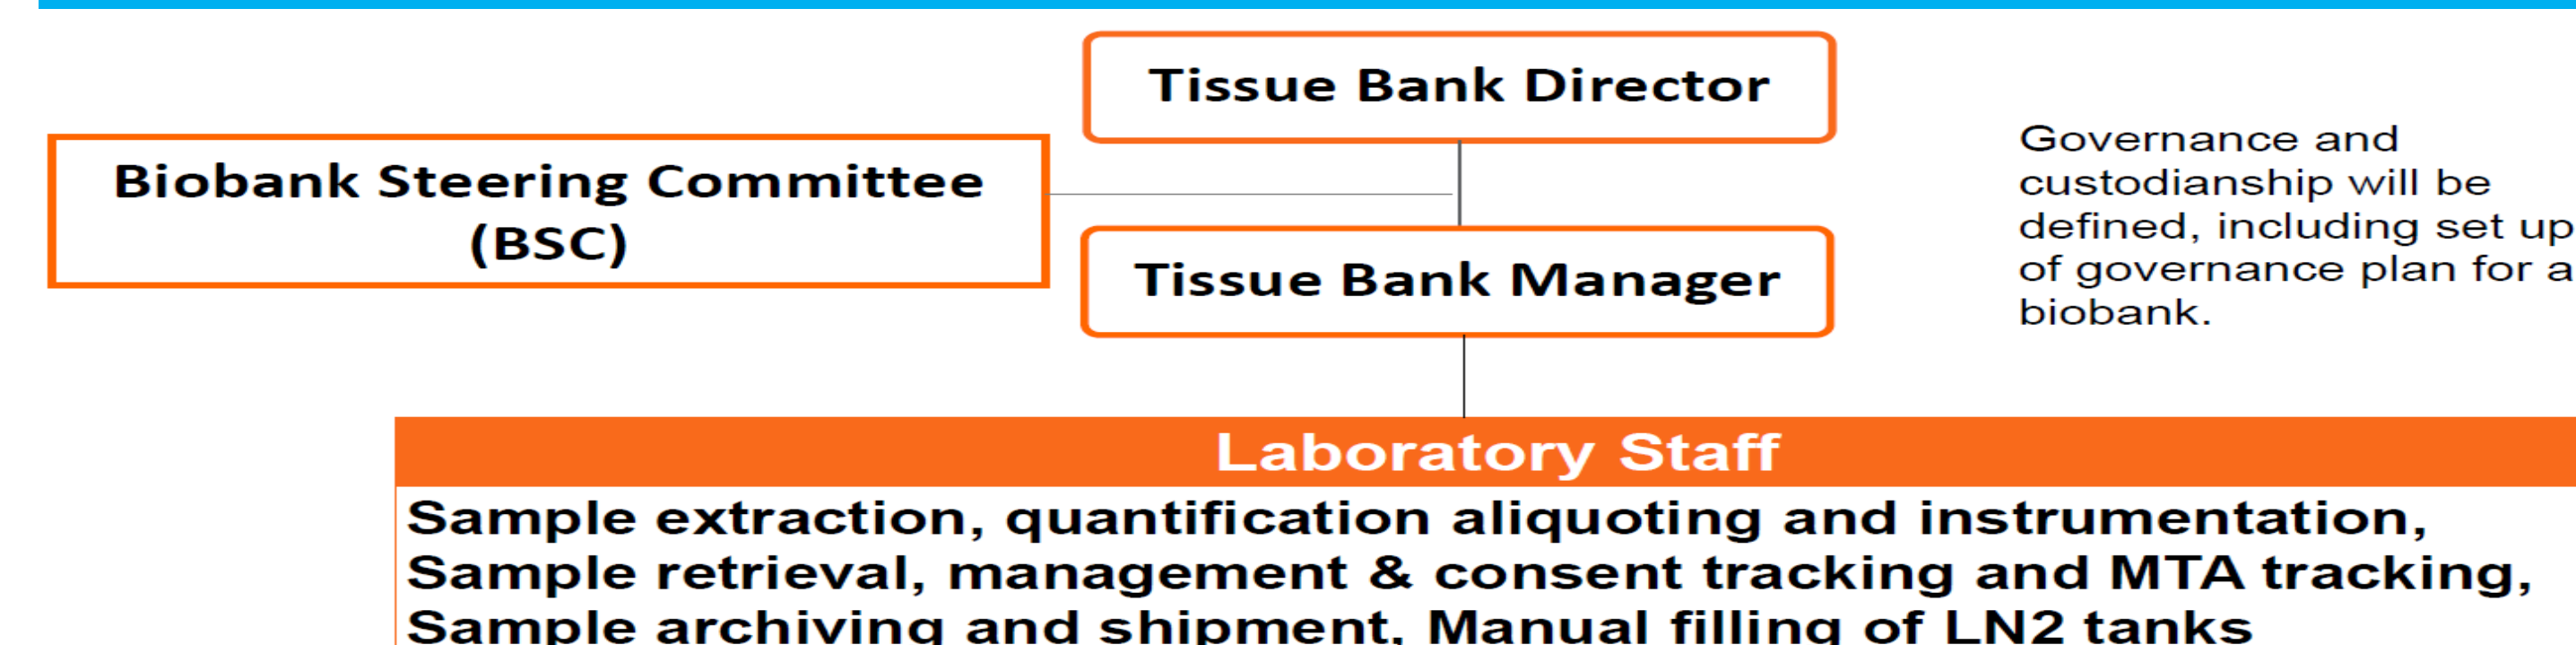 Tissue Bank Director
Biobank Steering Committee
(BSC)
Tissue Bank Manager
Governance and
custodianship will be
defined, including set up
of governance plan for a
biobank.
Laboratory Staff
Sample extraction, quantification aliquoting and instrumentation,
Sample retrieval, management & consent tracking and MTA tracking,
Sample archiving and shipment, Manual filling of LN2 tanks